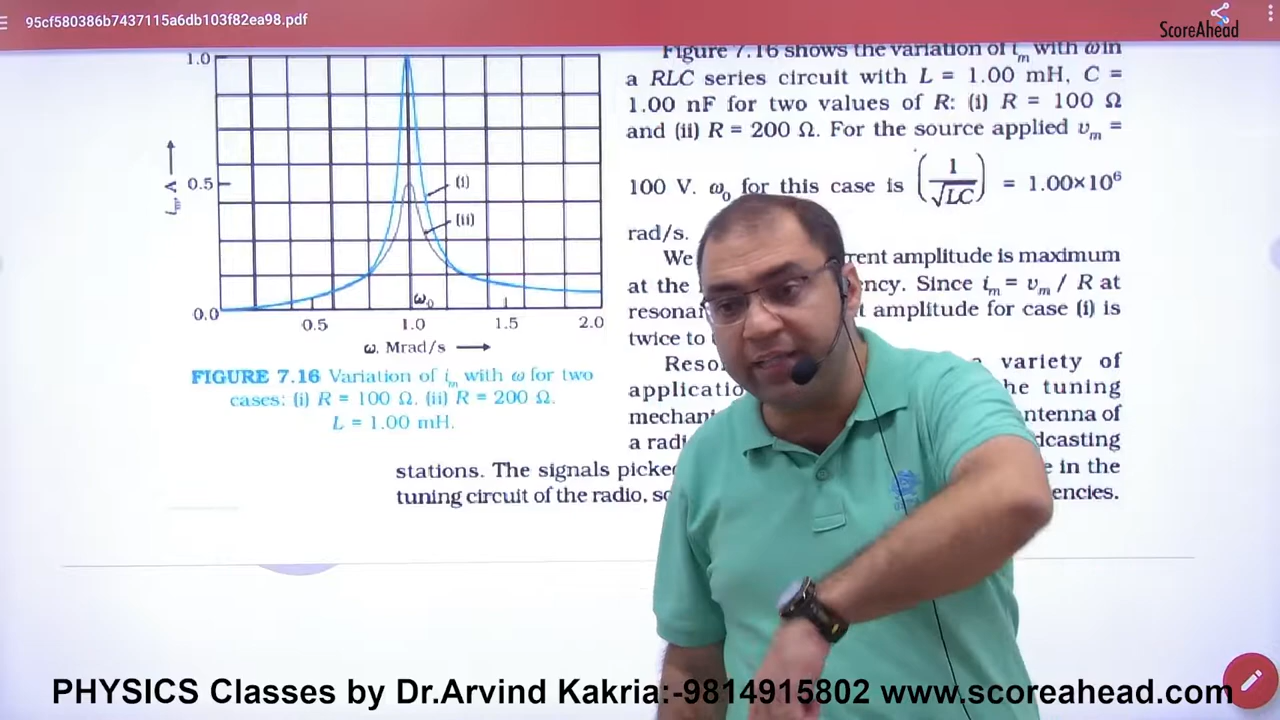 95cf580386b7437115a6db103f82ea98.pdf
ScoreAhead
Figure 7.16 shows the variation of im with ω in
a RLC series circuit with L = 1.00 mH, C =
1.00 nF for two values of R: (i) R = 100 Ω
and (ii) R = 200 Ω. For the source applied vm =
100 V. ω0 for this case is (1/√LC) = 1.00×10⁶
rad/s.
We rent amplitude is maximum
at the ncy. Since im = vm / R at
resona t amplitude for case (i) is
twice to
Reso variety of
applicatio he tuning
mechan ntenna of
a radi dcasting
stations. The signals picke e in the
tuning circuit of the radio, so encies.
1.0
0.5
0.0
im, A
(i)
(ii)
ω0
0.5 1.0 1.5 2.0
ω, Mrad/s
FIGURE 7.16 Variation of im with ω for two
cases: (i) R = 100 Ω, (ii) R = 200 Ω,
L = 1.00 mH.
PHYSICS Classes by Dr.Arvind Kakria:-9814915802 www.scoreahead.com